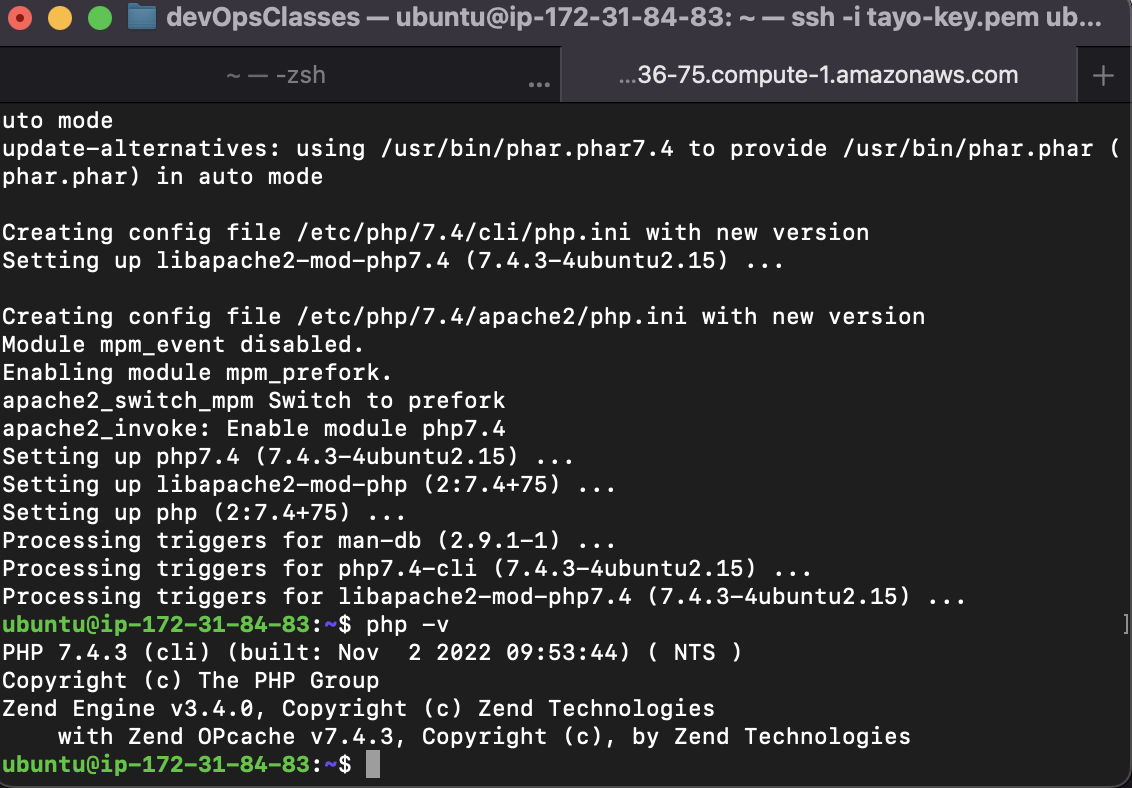 devOpsClasses — ubuntu@ip-172-31-84-83: ~ — ssh -i tayo-key.pem ub...
~ — -zsh ...
...36-75.compute-1.amazonaws.com +
uto mode
update-alternatives: using /usr/bin/phar.phar7.4 to provide /usr/bin/phar.phar (
phar.phar) in auto mode
Creating config file /etc/php/7.4/cli/php.ini with new version
Setting up libapache2-mod-php7.4 (7.4.3-4ubuntu2.15) ...
Creating config file /etc/php/7.4/apache2/php.ini with new version
Module mpm_event disabled.
Enabling module mpm_prefork.
apache2_switch_mpm Switch to prefork
apache2_invoke: Enable module php7.4
Setting up php7.4 (7.4.3-4ubuntu2.15) ...
Setting up libapache2-mod-php (2:7.4+75) ...
Setting up php (2:7.4+75) ...
Processing triggers for man-db (2.9.1-1) ...
Processing triggers for php7.4-cli (7.4.3-4ubuntu2.15) ...
Processing triggers for libapache2-mod-php7.4 (7.4.3-4ubuntu2.15) ...
ubuntu@ip-172-31-84-83:~$ php -v
PHP 7.4.3 (cli) (built: Nov  2 2022 09:53:44) ( NTS )
Copyright (c) The PHP Group
Zend Engine v3.4.0, Copyright (c) Zend Technologies
    with Zend OPcache v7.4.3, Copyright (c), by Zend Technologies
ubuntu@ip-172-31-84-83:~$